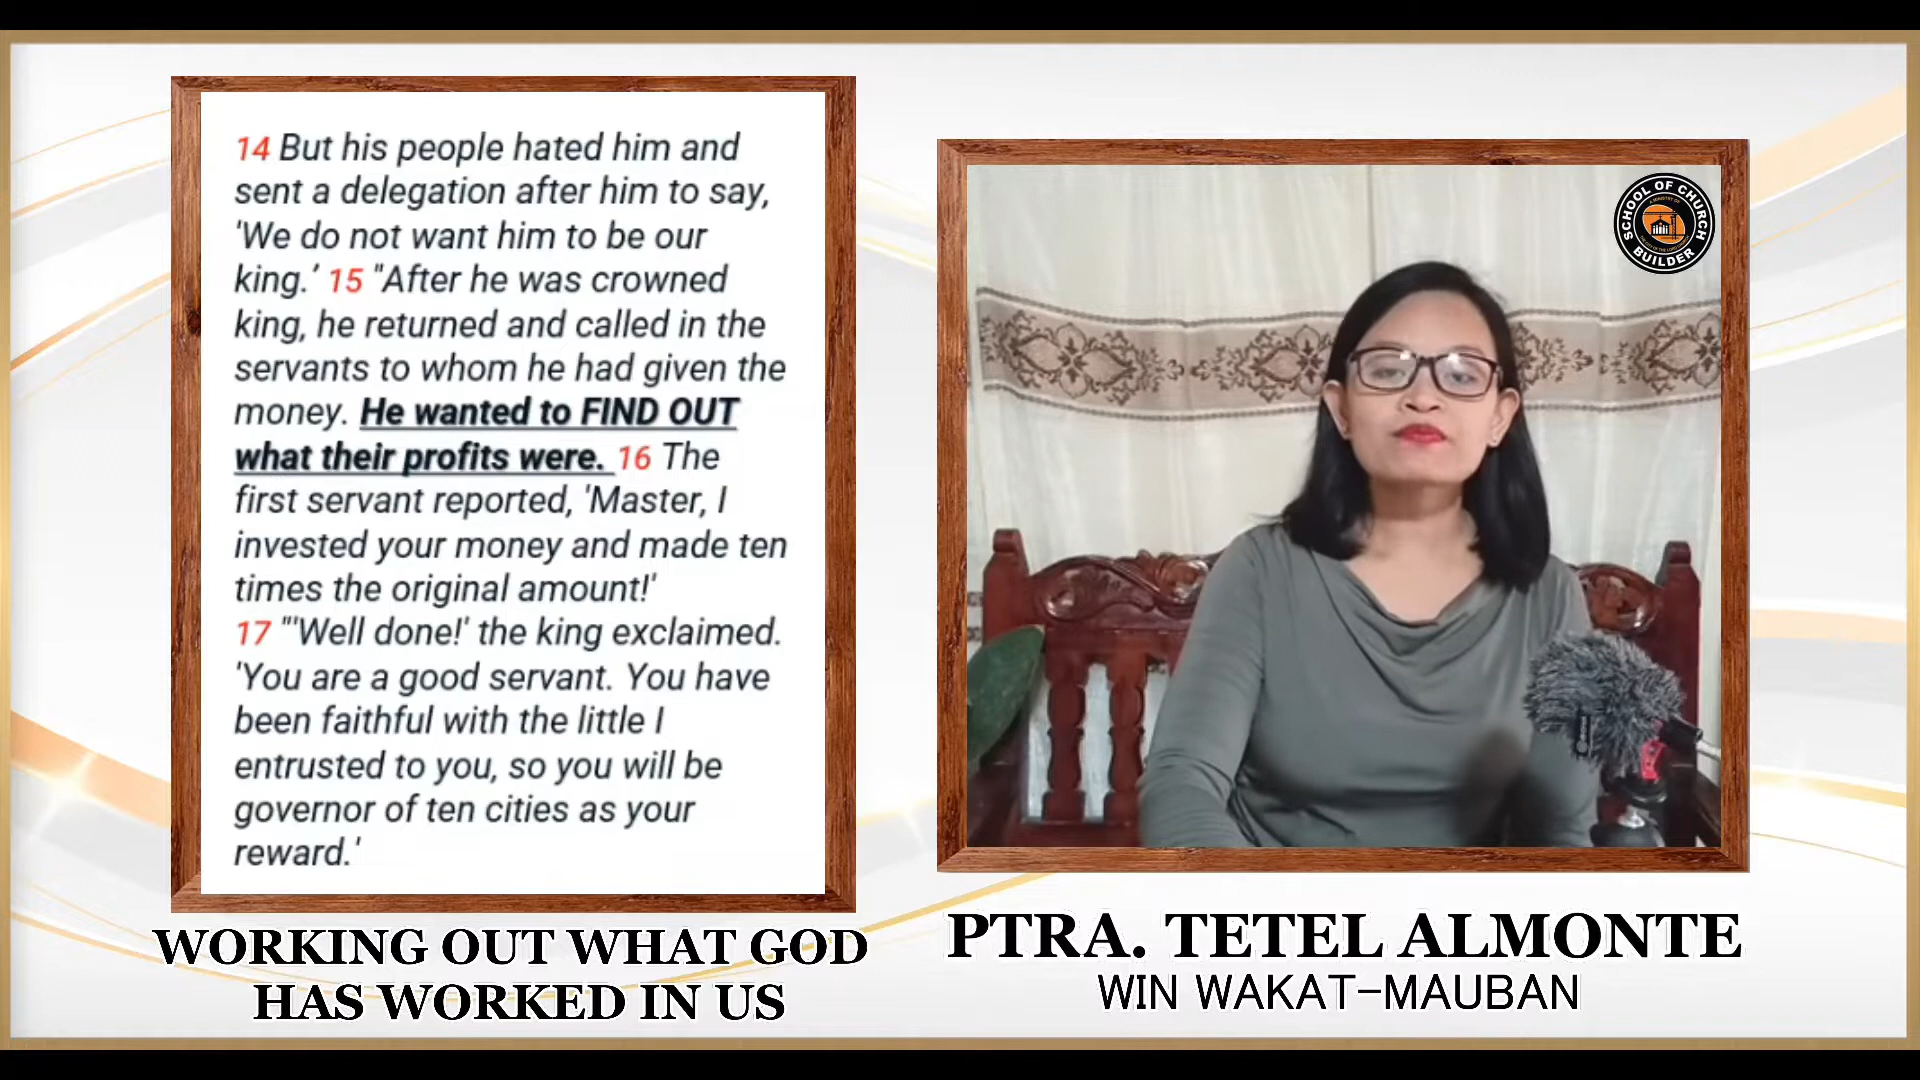 14 But his people hated him and
sent a delegation after him to say,
'We do not want him to be our
king.' 15 "After he was crowned
king, he returned and called in the
servants to whom he had given the
money. He wanted to FIND OUT
what their profits were. 16 The
first servant reported, 'Master, I
invested your money and made ten
times the original amount!'
17 "'Well done!' the king exclaimed.
'You are a good servant. You have
been faithful with the little I
entrusted to you, so you will be
governor of ten cities as your
reward.'
WORKING OUT WHAT GOD
HAS WORKED IN US
SCHOOL OF CHURCH
BUILDER
PTRA. TETEL ALMONTE
WIN WAKAT-MAUBAN